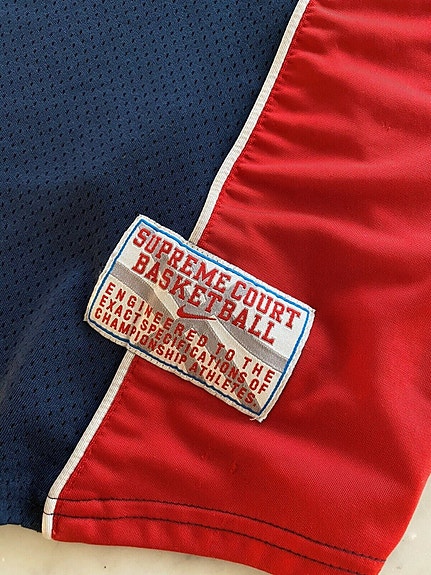 SUPREME COURT
BASKETBALL
ENGINEERED TO THE
EXACT SPECIFICATIONS OF
CHAMPIONSHIP ATHLETES.